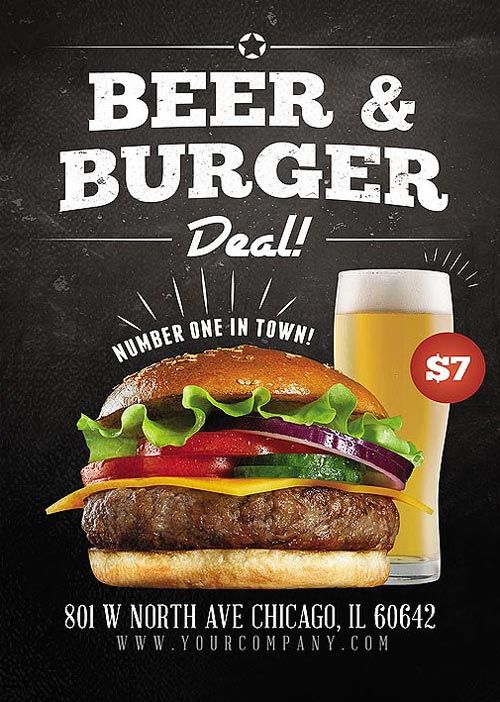 BEER &
BURGER
Deal!
NUMBER ONE IN TOWN!
$7
801 W NORTH AVE CHICAGO, IL 60642
WWW.YOURCOMPANY.COM